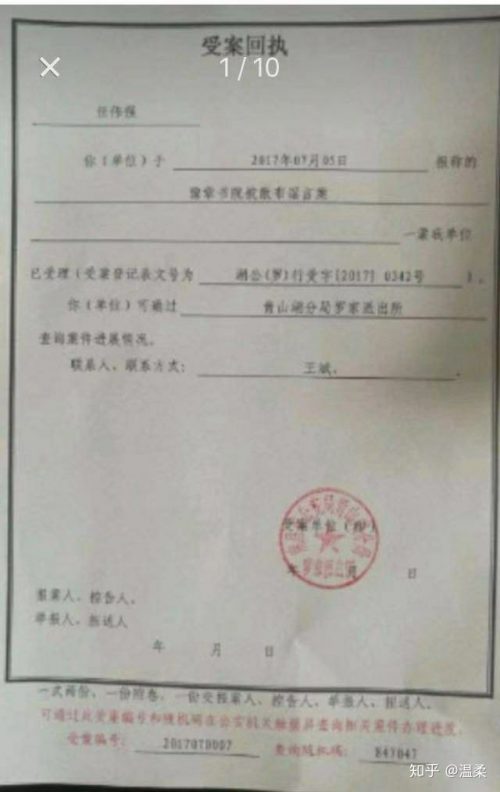 受案回执
1/10
任伟强
你（单位）于 2017年07月05日 报称的
豫章书院被散布谣言案
一案我单位
已受理（受案登记表文号为 湖公(罗)行受字[2017] 0342号 ）。
你（单位）可通过 青山湖分局罗家派出所
查询案件进展情况。
联系人、联系方式： 王斌、 .
受案单位（印）
年 月 日
报案人、控告人、
举报人、扭送人
年 月 日
一式两份，一份附卷，一份交报案人、控告人、举报人、扭送人。
可通过此受案编号和随机码在公安机关触摸屏查询相关案件办理进度。
受案编号： 2017070007 查询随机码： 847047
知乎 @温柔